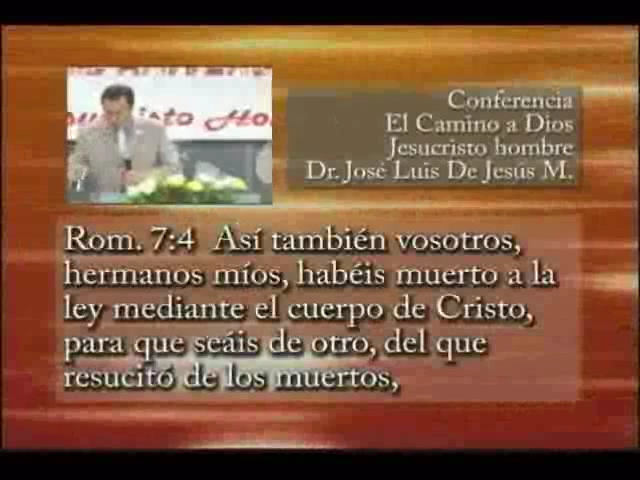 usto Ho
Conferencia
El Camino a Dios
Jesucristo hombre
Dr. José Luis De Jesús M.
Rom. 7:4 Así también vosotros,
hermanos míos, habéis muerto a la
ley mediante el cuerpo de Cristo,
para que seáis de otro, del que
resucitó de los muertos,